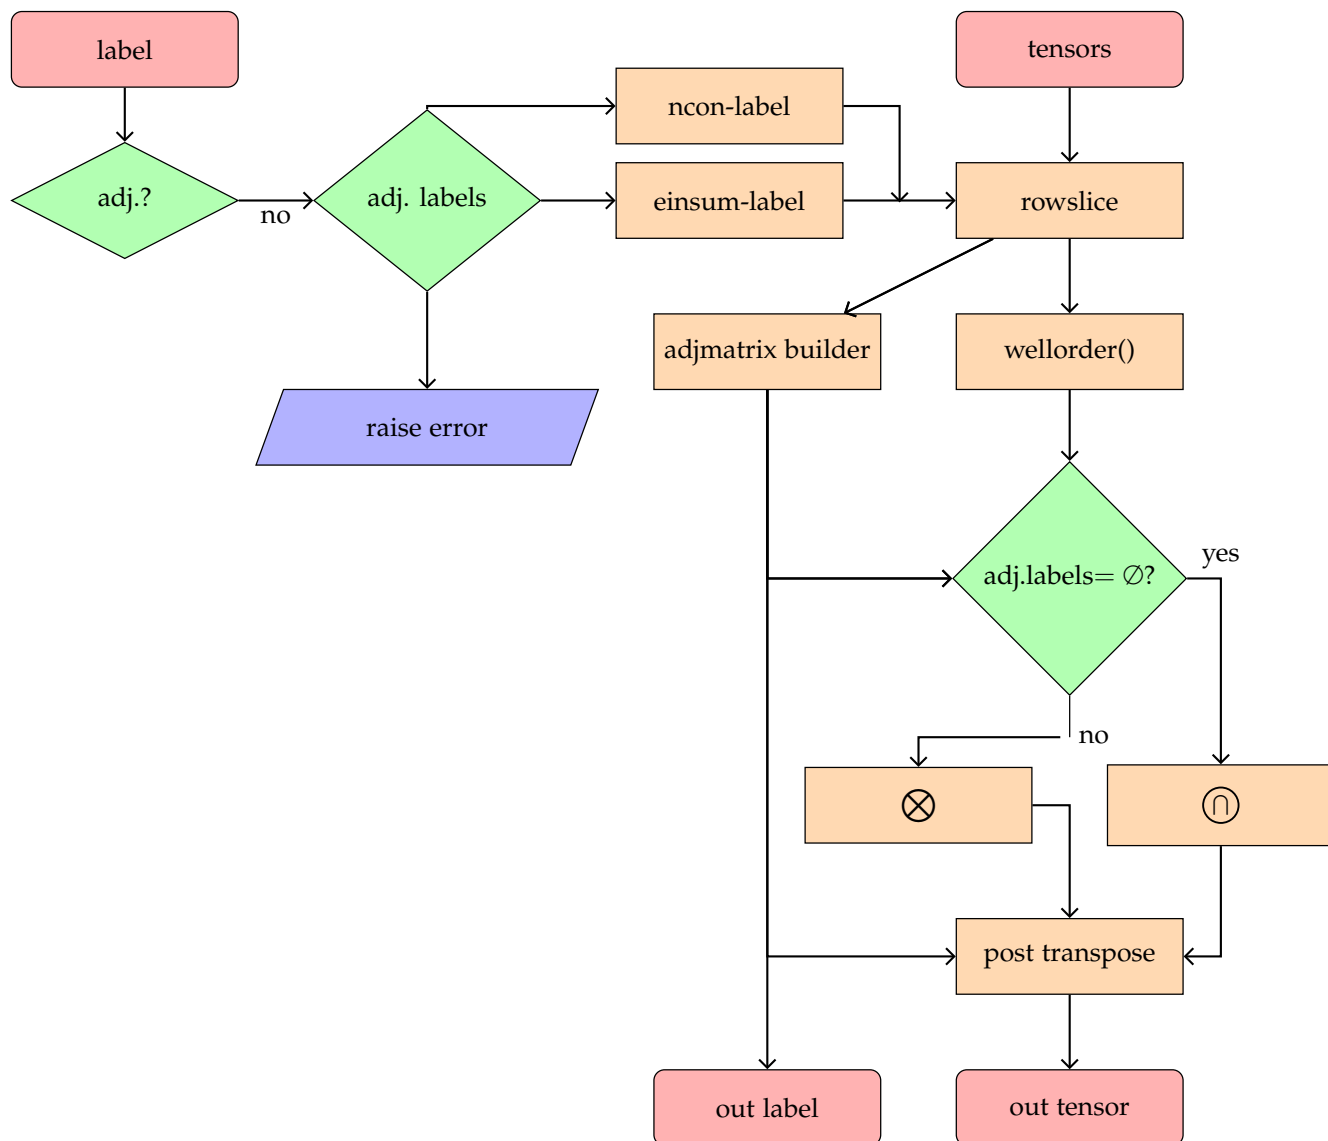 label
tensors
ncon-label
adj.?
no
adj. labels
einsum-label
rowslice
adjmatrix builder
wellorder()
raise error
adj.labels= ∅?
yes
no
⊗
∩
post transpose
out label
out tensor